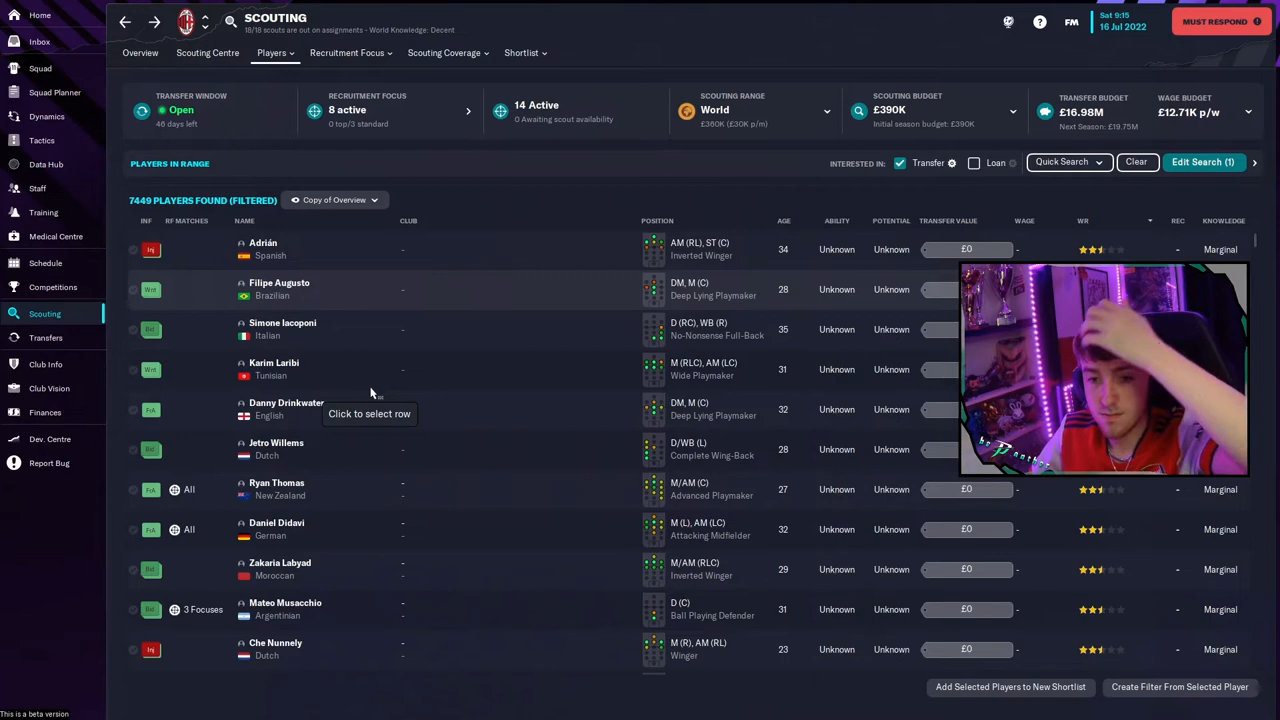 Home
Inbox
Squad
Squad Planner
Dynamics
Tactics
Data Hub
Staff
Training
Medical Centre
Schedule
Competitions
Scouting
Transfers
Club Info
Club Vision
Finances
Dev. Centre
Report Bug
This is a beta version
SCOUTING
18/18 scouts are out on assignments - World Knowledge: Decent
FM
Sat 9:15
16 Jul 2022
MUST RESPOND
Overview Scouting Centre Players Recruitment Focus Scouting Coverage Shortlist
TRANSFER WINDOW
Open
46 days left
RECRUITMENT FOCUS
8 active
0 top/3 standard
14 Active
0 Awaiting scout availability
SCOUTING RANGE
World
£360K (£30K p/m)
SCOUTING BUDGET
£390K
Initial season budget: £390K
TRANSFER BUDGET
£16.98M
Next Season: £19.75M
WAGE BUDGET
£12.71K p/w
PLAYERS IN RANGE
INTERESTED IN: Transfer Loan Quick Search Clear Edit Search (1)
7449 PLAYERS FOUND (FILTERED) Copy of Overview
INF RF MATCHES NAME CLUB POSITION AGE ABILITY POTENTIAL TRANSFER VALUE WAGE WR REC KNOWLEDGE
Inj Adrián - AM (RL), ST (C) 34 Unknown Unknown £0 - - Marginal
Spanish - Inverted Winger
Wnt Filipe Augusto - DM, M (C) 28 Unknown Unknown
Brazilian - Deep Lying Playmaker
Bid Simone Iacoponi - D (RC), WB (R) 35 Unknown Unknown
Italian - No-Nonsense Full-Back
Wnt Karim Laribi - M (RLC), AM (LC) 31 Unknown Unknown
Tunisian - Wide Playmaker
FrA Danny Drinkwater - DM, M (C) 32 Unknown Unknown
English - Deep Lying Playmaker
Click to select row
Bid Jetro Willems - D/WB (L) 28 Unknown Unknown
Dutch - Complete Wing-Back
FrA All Ryan Thomas - M/AM (C) 27 Unknown Unknown £0 - - Marginal
New Zealand - Advanced Playmaker
FrA All Daniel Didavi - M (L), AM (LC) 32 Unknown Unknown £0 - - Marginal
German - Attacking Midfielder
Bid Zakaria Labyad - M/AM (RLC) 29 Unknown Unknown £0 - - Marginal
Moroccan - Inverted Winger
Bid 3 Focuses Mateo Musacchio - D (C) 31 Unknown Unknown £0 - - Marginal
Argentinian - Ball Playing Defender
Inj Che Nunnely - M (R), AM (RL) 23 Unknown Unknown £0 - - Marginal
Dutch - Winger
Add Selected Players to New Shortlist Create Filter From Selected Player